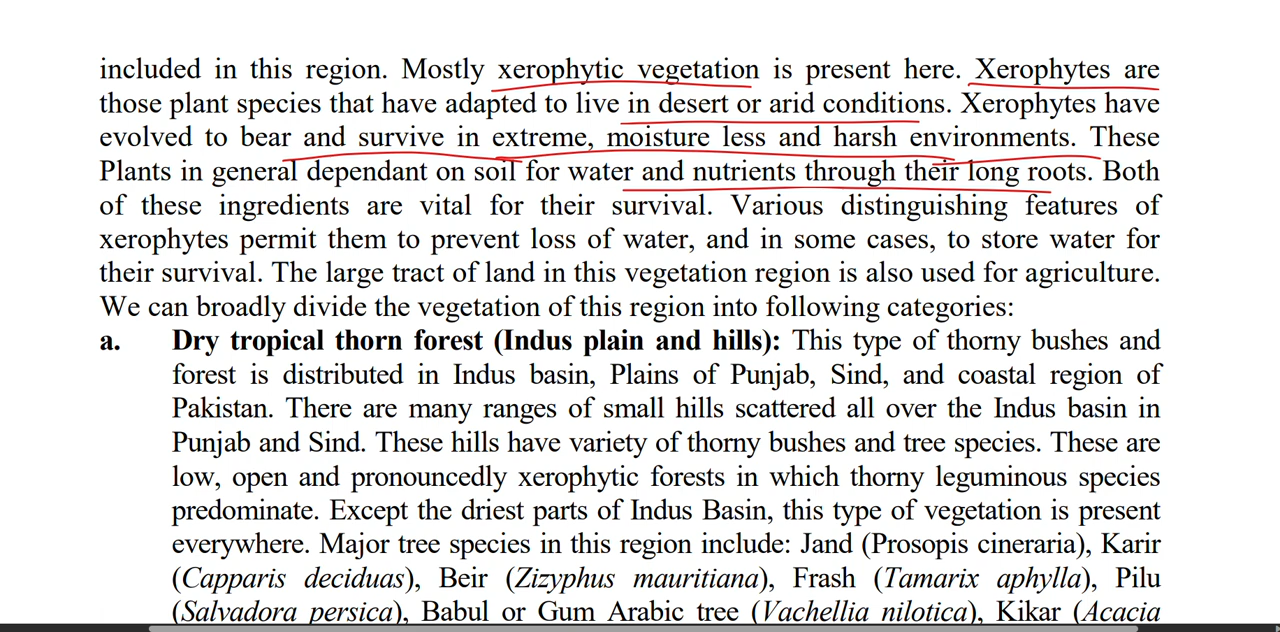 included in this region. Mostly xerophytic vegetation is present here. Xerophytes are
those plant species that have adapted to live in desert or arid conditions. Xerophytes have
evolved to bear and survive in extreme, moisture less and harsh environments. These
Plants in general dependant on soil for water and nutrients through their long roots. Both
of these ingredients are vital for their survival. Various distinguishing features of
xerophytes permit them to prevent loss of water, and in some cases, to store water for
their survival. The large tract of land in this vegetation region is also used for agriculture.
We can broadly divide the vegetation of this region into following categories:
a. Dry tropical thorn forest (Indus plain and hills): This type of thorny bushes and
forest is distributed in Indus basin, Plains of Punjab, Sind, and coastal region of
Pakistan. There are many ranges of small hills scattered all over the Indus basin in
Punjab and Sind. These hills have variety of thorny bushes and tree species. These are
low, open and pronouncedly xerophytic forests in which thorny leguminous species
predominate. Except the driest parts of Indus Basin, this type of vegetation is present
everywhere. Major tree species in this region include: Jand (Prosopis cineraria), Karir
(Capparis deciduas), Beir (Zizyphus mauritiana), Frash (Tamarix aphylla), Pilu
(Salvadora persica), Babul or Gum Arabic tree (Vachellia nilotica), Kikar (Acacia